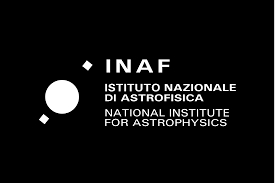 INAF
ISTITUTO NAZIONALE
DI ASTROFISICA
NATIONAL INSTITUTE
FOR ASTROPHYSICS